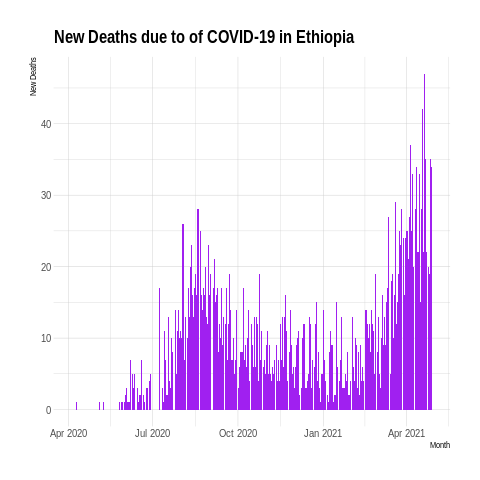 New Deaths due to of COVID-19 in Ethiopia
New Deaths
40
30
20
10
0
Apr 2020 Jul 2020 Oct 2020 Jan 2021 Apr 2021
Month